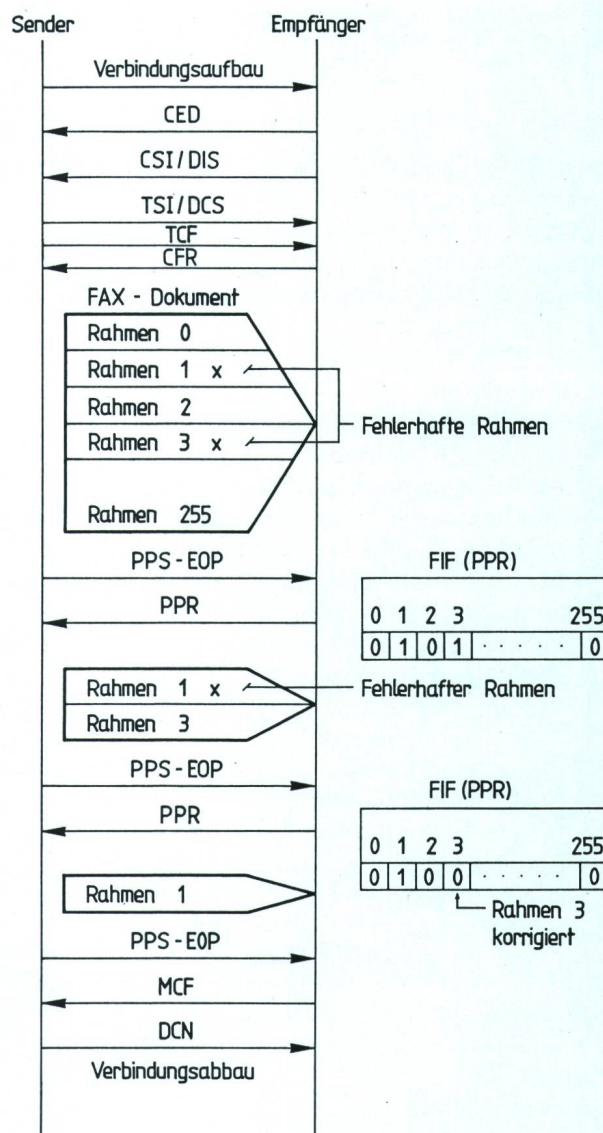 Sender Empfänger
Verbindungsaufbau
CED
CSI/DIS
TSI/DCS
TCF
CFR
FAX - Dokument
Rahmen 0
Rahmen 1 x
Rahmen 2
Rahmen 3 x
Fehlerhafte Rahmen
Rahmen 255
PPS-EOP
FIF (PPR)
PPR
0 1 2 3 255
0 1 0 1 · · · · · 0
Rahmen 1 x
Fehlerhafter Rahmen
Rahmen 3
PPS-EOP
FIF (PPR)
PPR
0 1 2 3 255
0 1 0 0 · · · · · 0
Rahmen 1
Rahmen 3
korrigiert
PPS-EOP
MCF
DCN
Verbindungsabbau